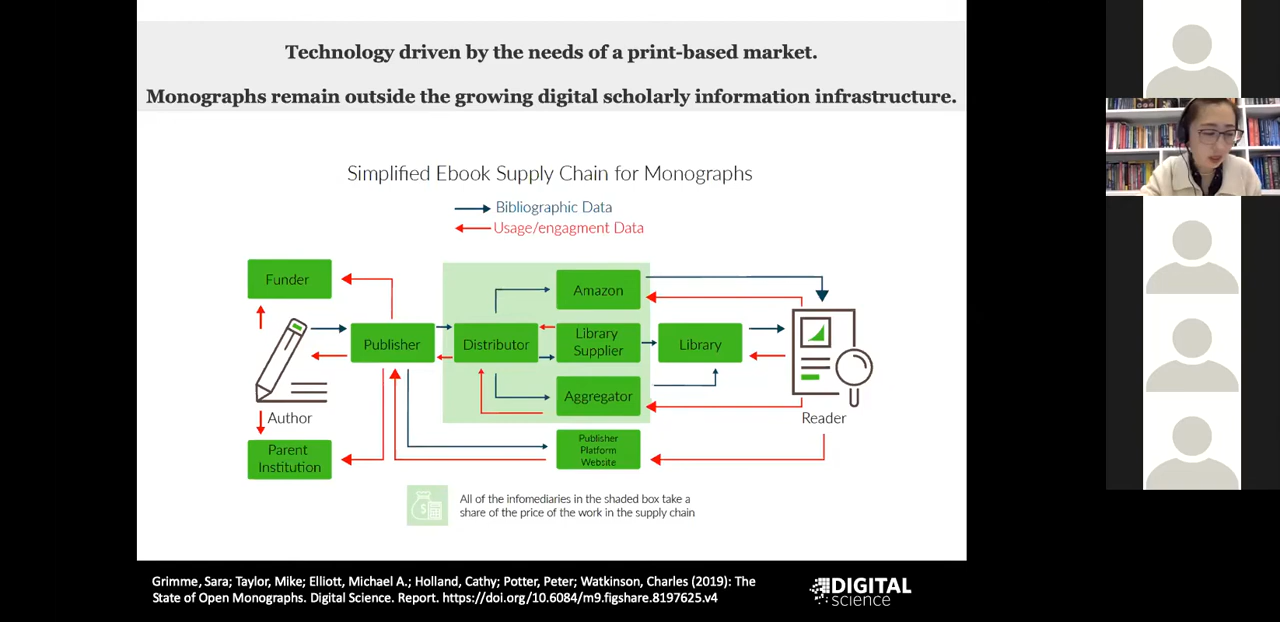 Technology driven by the needs of a print-based market.
Monographs remain outside the growing digital scholarly information infrastructure.
Simplified Ebook Supply Chain for Monographs
Bibliographic Data
Usage/engagment Data
Funder
Amazon
Publisher
Distributor
Library
Supplier
Library
Aggregator
Author
Reader
Parent
Institution
Publisher
Platform
Website
$
All of the infomediaries in the shaded box take a
share of the price of the work in the supply chain
Grimme, Sara; Taylor, Mike; Elliott, Michael A.; Holland, Cathy; Potter, Peter; Watkinson, Charles (2019): The
State of Open Monographs. Digital Science. Report. https://doi.org/10.6084/m9.figshare.8197625.v4
DIGITAL
science